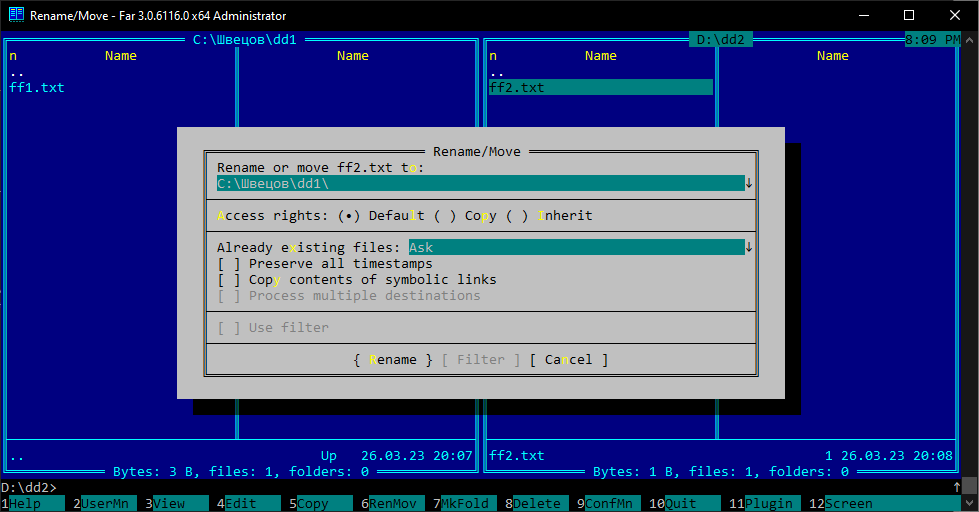 Rename/Move - Far 3.0.6116.0 x64 Administrator
C:\Швецов\dd1 D:\dd2 8:09 PM
n Name Name n Name Name
.. ..
ff1.txt ff2.txt
Rename/Move
Rename or move ff2.txt to:
C:\Швецов\dd1\ ↓
Access rights: (•) Default ( ) Copy ( ) Inherit
Already existing files: Ask ↓
[ ] Preserve all timestamps
[ ] Copy contents of symbolic links
[ ] Process multiple destinations
[ ] Use filter
{ Rename } [ Filter ] [ Cancel ]
.. Up 26.03.23 20:07 ff2.txt 1 26.03.23 20:08
Bytes: 3 B, files: 1, folders: 0 Bytes: 1 B, files: 1, folders: 0
D:\dd2> ↑
1Help 2UserMn 3View 4Edit 5Copy 6RenMov 7MkFold 8Delete 9ConfMn 10Quit 11Plugin 12Screen